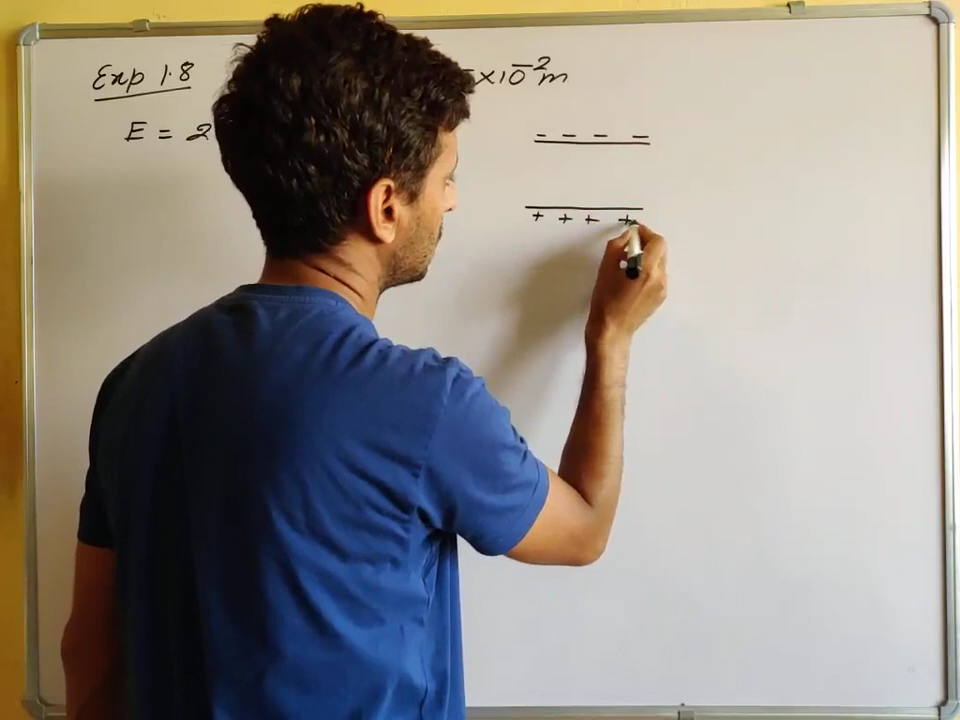 Exp 1.8
×10⁻² m
E = 2
- - - -
+ + + +